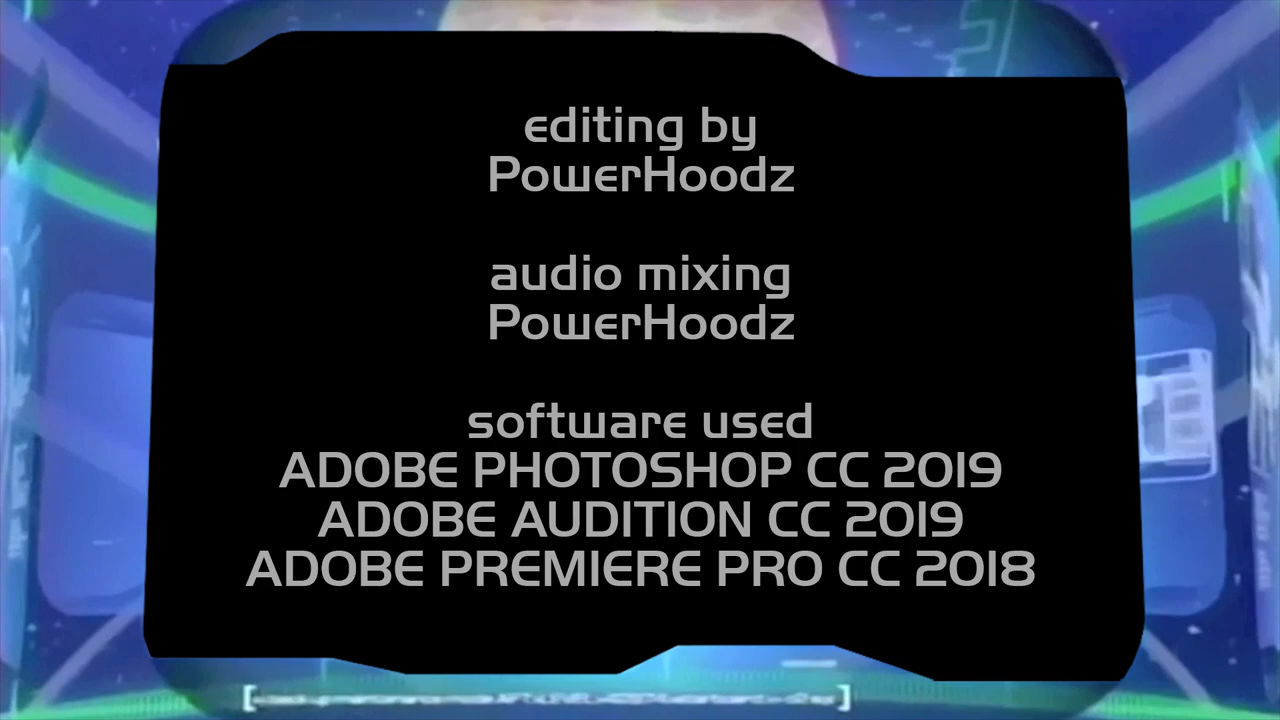 editing by
PowerHoodz
audio mixing
PowerHoodz
software used
ADOBE PHOTOSHOP CC 2019
ADOBE AUDITION CC 2019
ADOBE PREMIERE PRO CC 2018